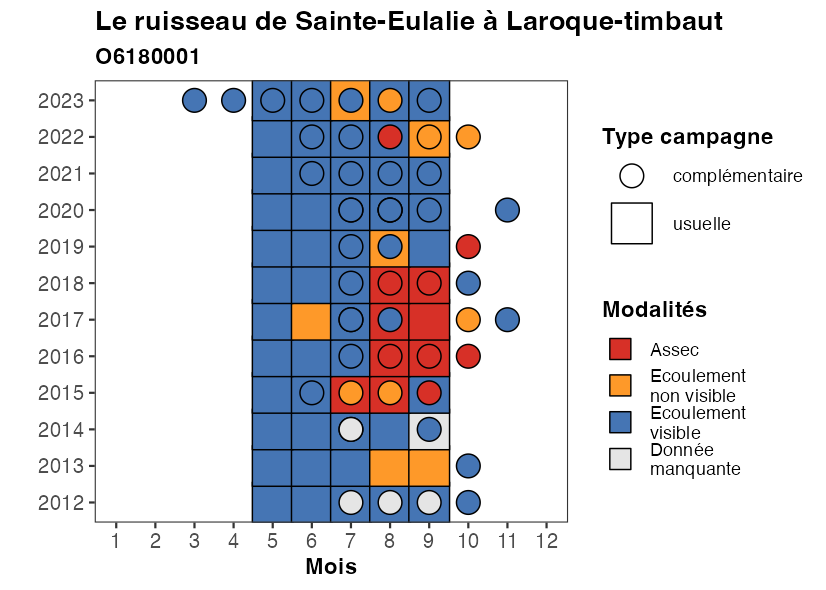 Le ruisseau de Sainte-Eulalie à Laroque-timbaut
O6180001
2023
2022
2021
2020
2019
2018
2017
2016
2015
2014
2013
2012
1 2 3 4 5 6 7 8 9 10 11 12
Mois
Type campagne
complémentaire
usuelle
Modalités
Assec
Ecoulement
non visible
Ecoulement
visible
Donnée
manquante